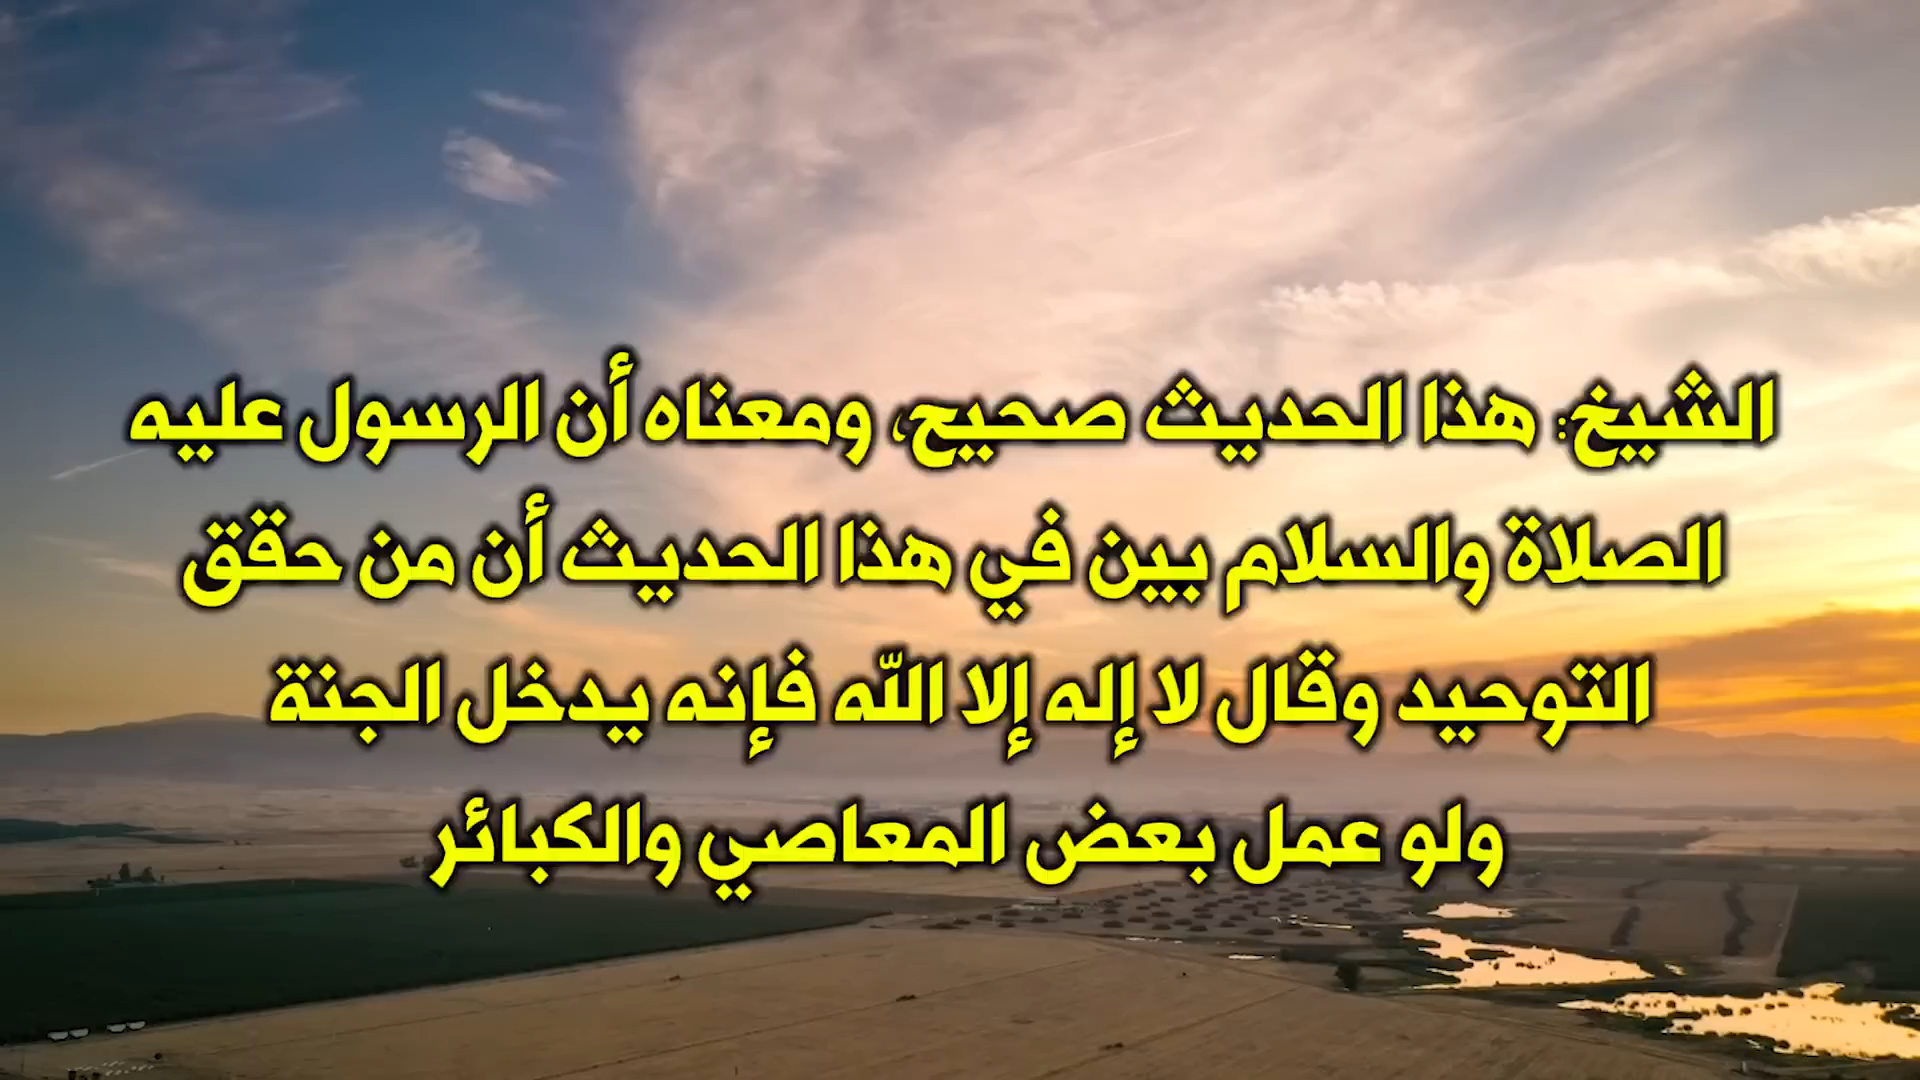 الشيخ: هذا الحديث صحيح، ومعناه أن الرسول عليه
الصلاة والسلام بين في هذا الحديث أن من حقق
التوحيد وقال لا إله إلا الله فإنه يدخل الجنة
ولو عمل بعض المعاصي والكبائر